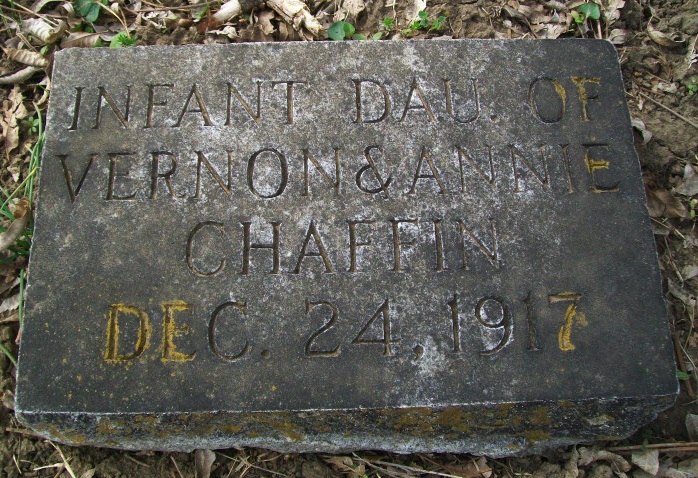 INFANT DAU. OF
VERNON & ANNIE
CHAFFIN
DEC. 24, 1917